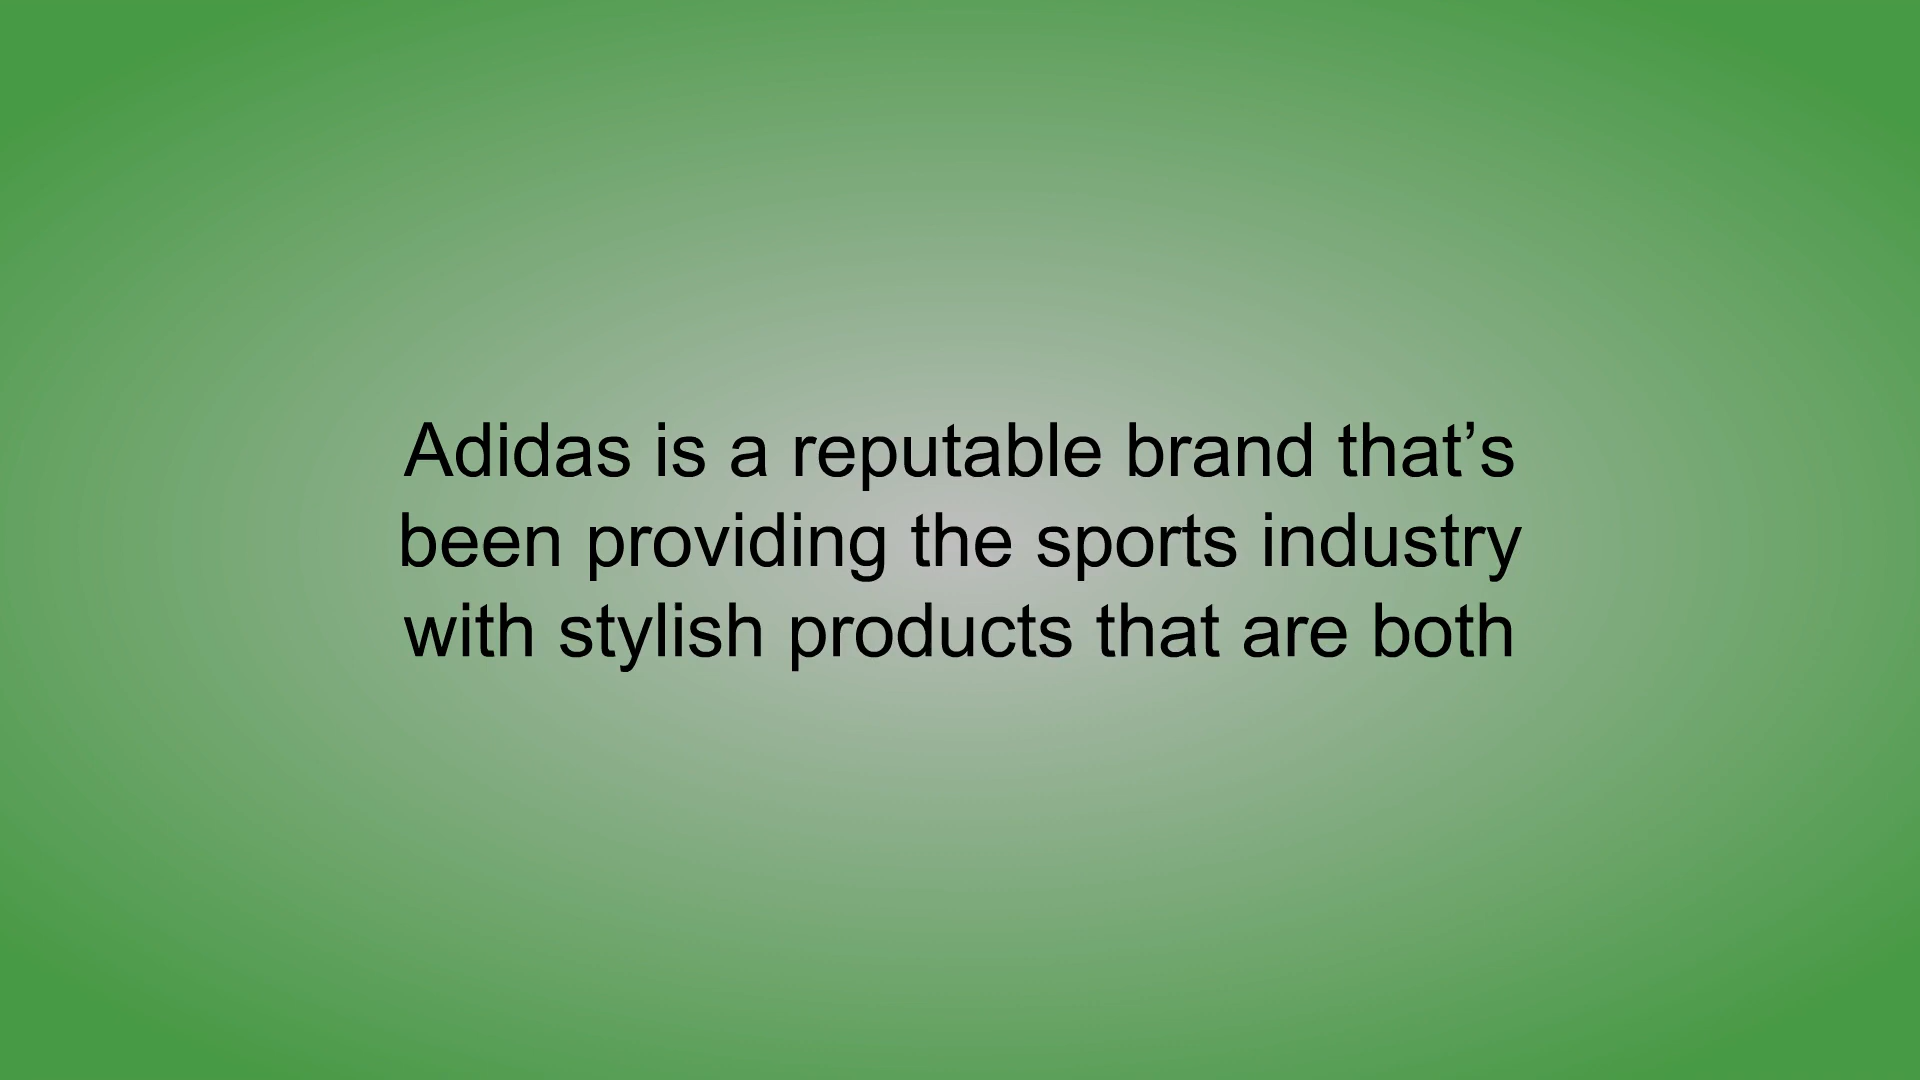 Adidas is a reputable brand that’s
been providing the sports industry
with stylish products that are both